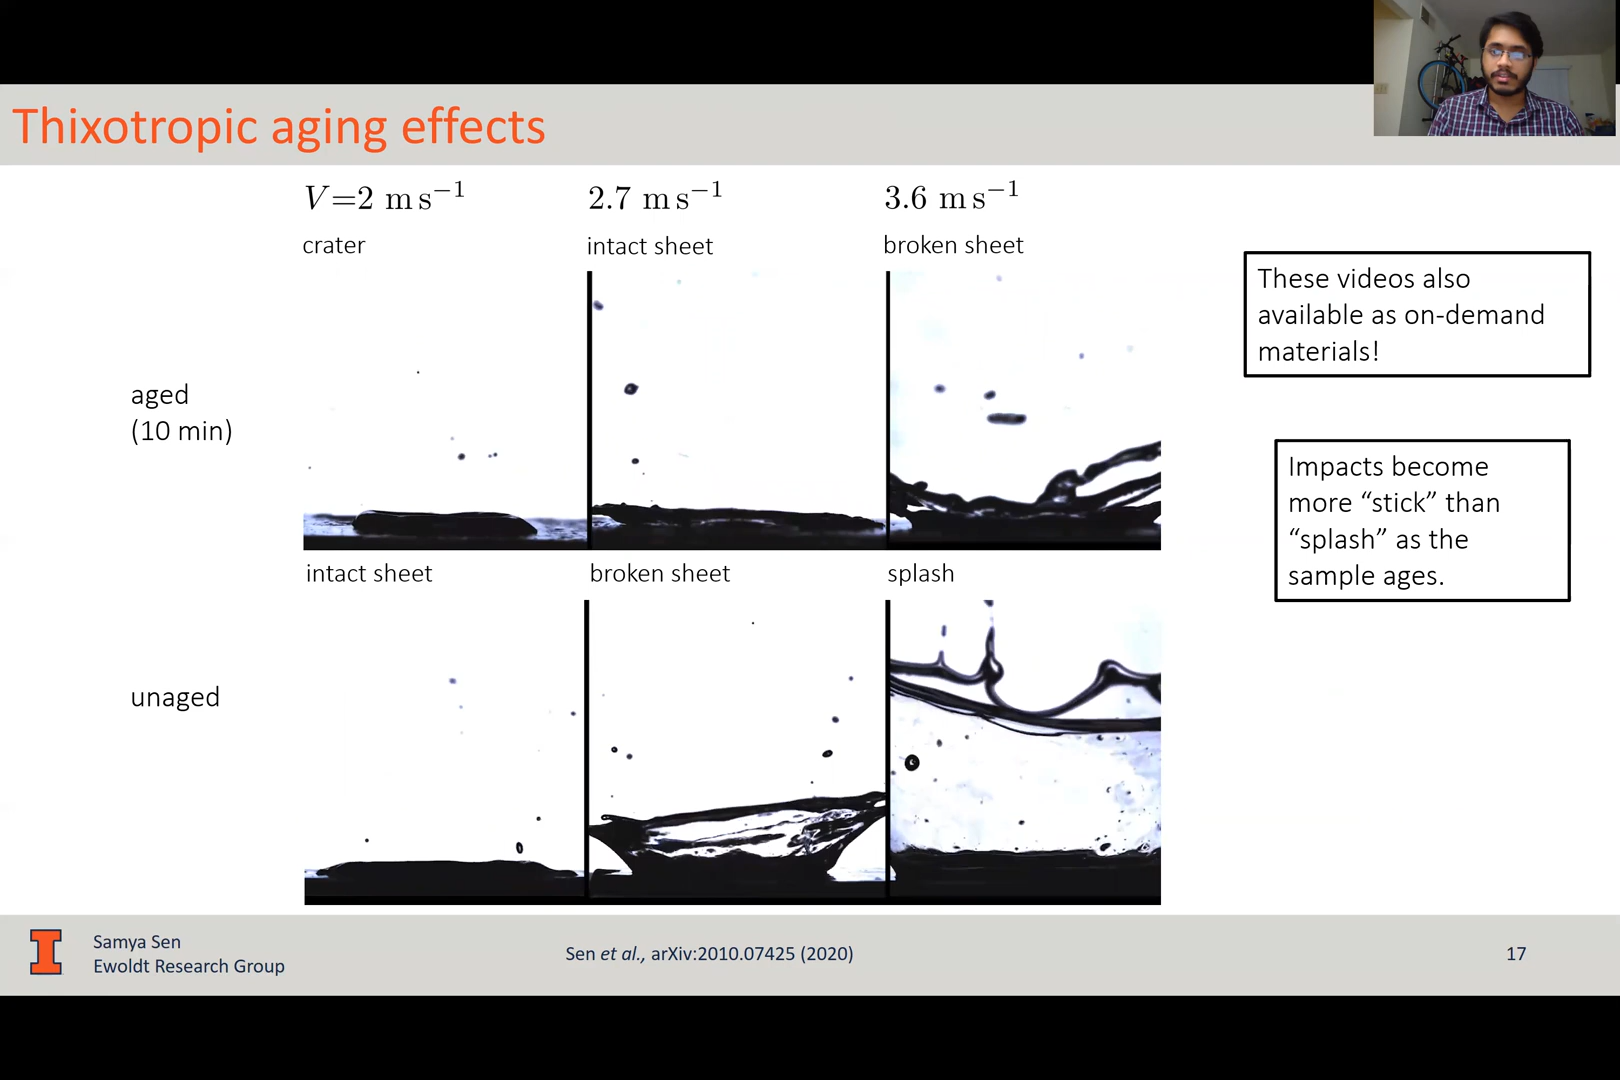 Thixotropic aging effects
V=2 m s⁻¹
2.7 m s⁻¹
3.6 m s⁻¹
crater
intact sheet
broken sheet
aged
(10 min)
These videos also
available as on-demand
materials!
Impacts become
more “stick” than
“splash” as the
sample ages.
intact sheet
broken sheet
splash
unaged
Samya Sen
Ewoldt Research Group
Sen et al., arXiv:2010.07425 (2020)
17